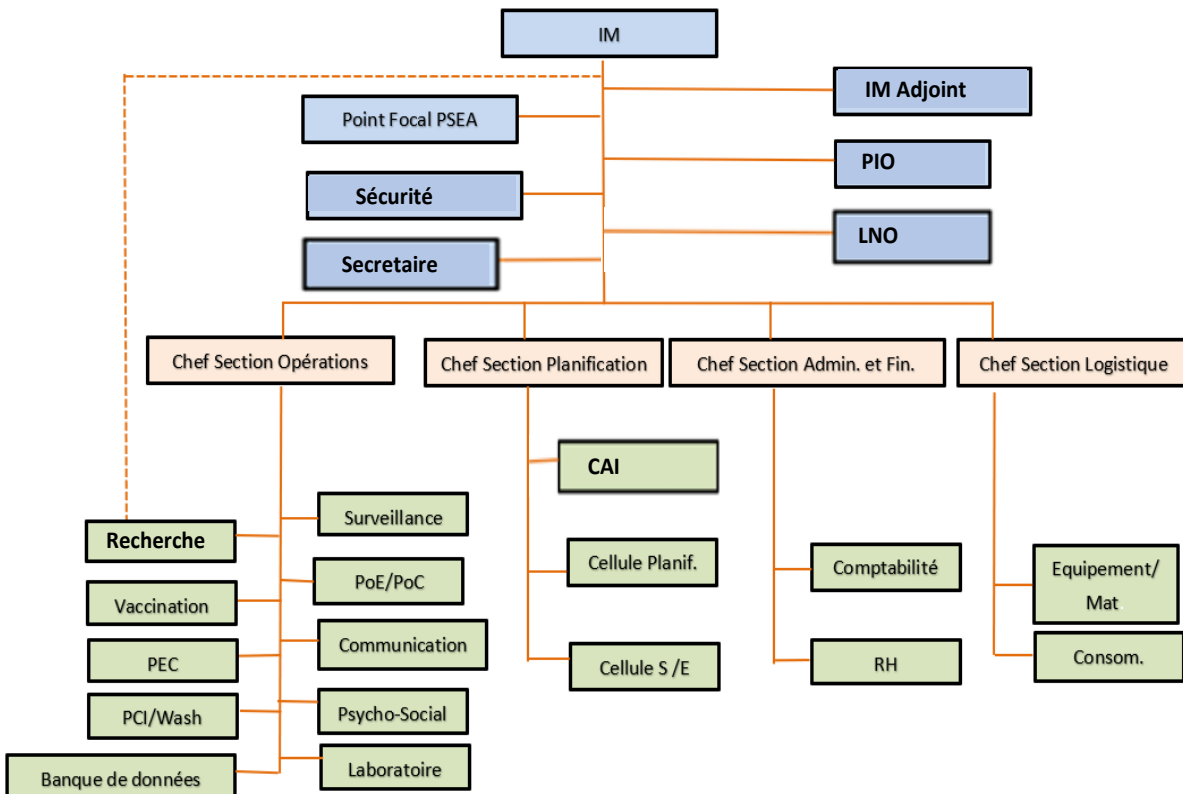 IM
IM Adjoint
Point Focal PSEA
PIO
Sécurité
LNO
Secretaire
Chef Section Opérations
Chef Section Planification
Chef Section Admin. et Fin.
Chef Section Logistique
CAI
Surveillance
Recherche
PoE/PoC
Cellule Planif.
Comptabilité
Equipement/
Mat.
Vaccination
Communication
PEC
Cellule S /E
RH
Consom.
PCI/Wash
Psycho-Social
Banque de données
Laboratoire